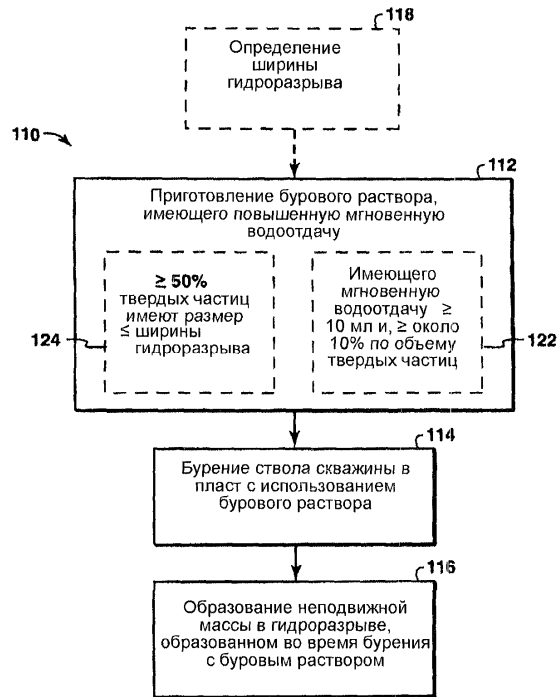 118
Определение
ширины
гидроразрыва
110
112
Приготовление бурового раствора,
имеющего повышенную мгновенную
водоотдачу
≥ 50%
твердых частиц
имеют размер
≤ ширины
гидроразрыва
124
Имеющего
мгновенную
водоотдачу ≥
10 мл и, ≥ около
10% по объему
твердых частиц
122
114
Бурение ствола скважины в
пласт с использованием
бурового раствора
116
Образование неподвижной
массы в гидроразрыве,
образованном во время бурения
с буровым раствором